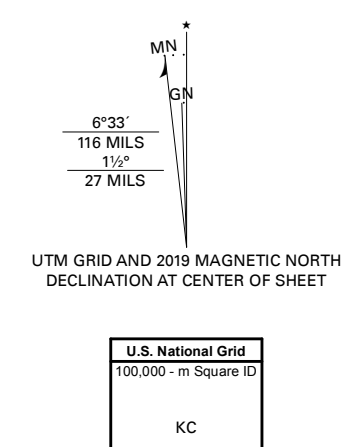 MN
GN
6°33´
116 MILS
1½°
27 MILS
UTM GRID AND 2019 MAGNETIC NORTH
DECLINATION AT CENTER OF SHEET
U.S. National Grid
100,000 - m Square ID
KC